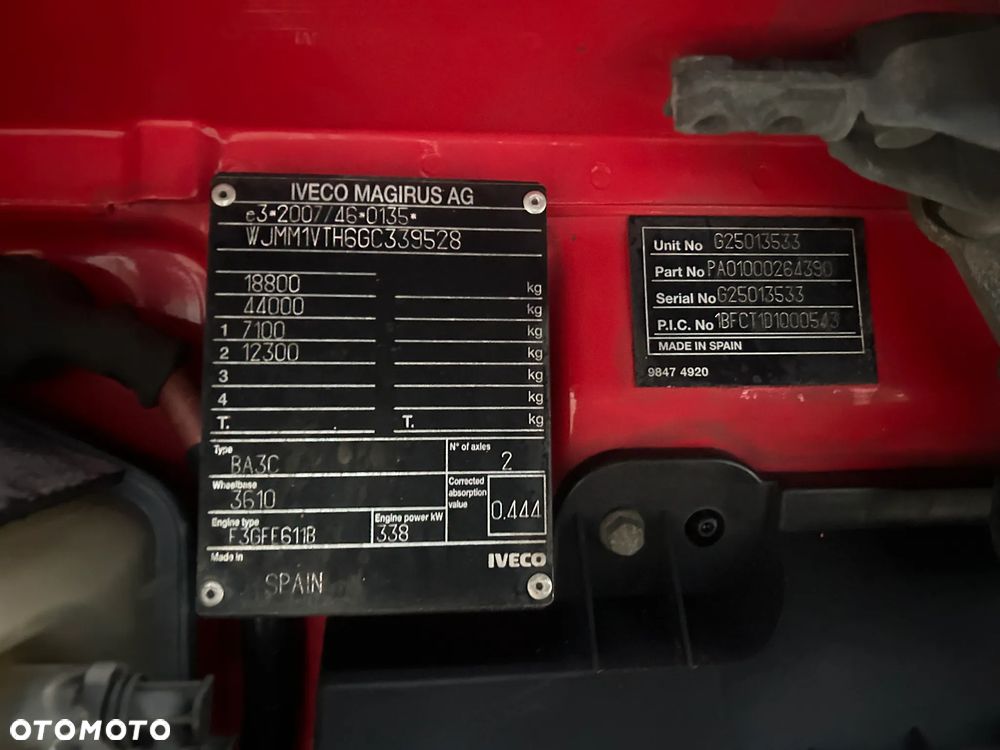 IVECO MAGIRUS AG
e3*2007/46*0135*
WJMM1VTH6GC339528
18800 kg
44000 kg
1 7100 kg
2 12300 kg
3 kg
4 kg
T. T. kg
Type BA3C N° of axles 2
Wheelbase 3610 Corrected absorption value 0.444
Engine type F3GFE611B Engine power kW 338
Made in SPAIN IVECO
Unit No G25013533
Part No PA01000264390
Serial No G25013533
P.I.C. No 1BFCT1D1000543
MADE IN SPAIN
9847 4920
OTOMOTO